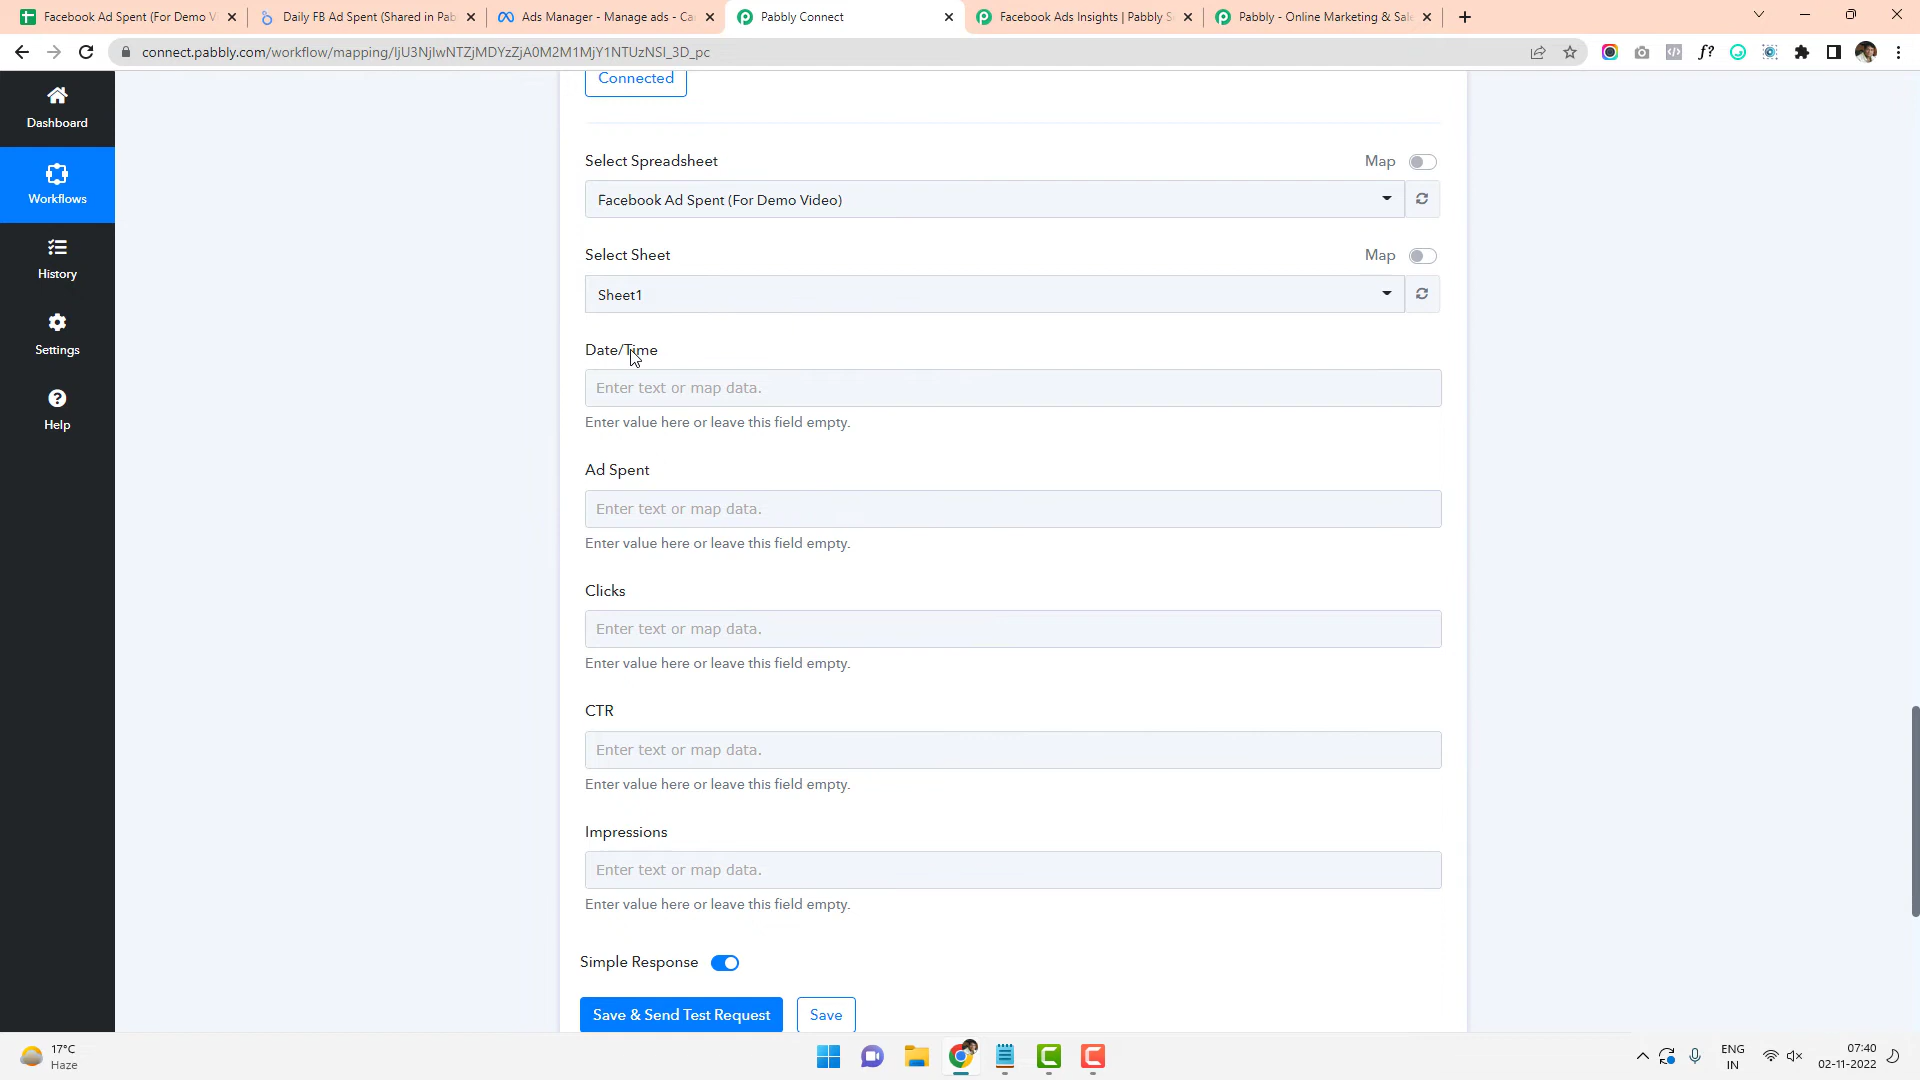 Facebook Ad Spent (For Demo V
Daily FB Ad Spent (Shared in Pab
Ads Manager - Manage ads - Ca
Pabbly Connect
Facebook Ads Insights | Pabbly S
Pabbly - Online Marketing & Sale
connect.pabbly.com/workflow/mapping/IjU3NjIwNTZjMDYzZjA0M2M1MjY1NTUzNSI_3D_pc
Dashboard
Workflows
History
Settings
Help
Connected
Select Spreadsheet
Map
Facebook Ad Spent (For Demo Video)
Select Sheet
Map
Sheet1
Date/Time
Enter text or map data.
Enter value here or leave this field empty.
Ad Spent
Enter text or map data.
Enter value here or leave this field empty.
Clicks
Enter text or map data.
Enter value here or leave this field empty.
CTR
Enter text or map data.
Enter value here or leave this field empty.
Impressions
Enter text or map data.
Enter value here or leave this field empty.
Simple Response
Save & Send Test Request
Save
17°C
Haze
ENG
IN
07:40
02-11-2022